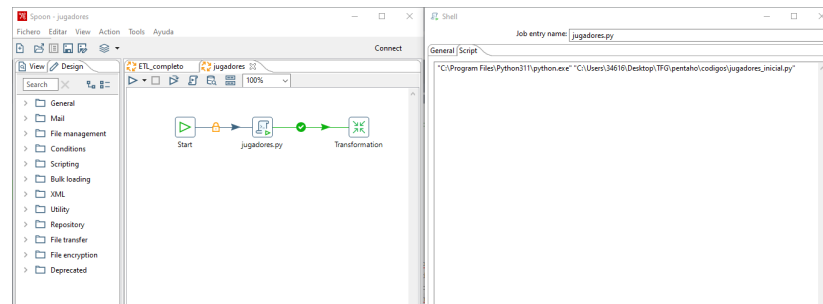 Spoon - jugadores
Fichero Editar View Action Tools Ayuda
Connect
View Design
Search
General
Mail
File management
Conditions
Scripting
Bulk loading
XML
Utility
Repository
File transfer
File encryption
Deprecated
ETL_completo jugadores
100%
Start jugadores.py Transformation
Shell
Job entry name: jugadores.py
General Script
"C:\Program Files\Python311\python.exe" "C:\Users\34616\Desktop\TFG\pentaho\codigos\jugadores_inicial.py"